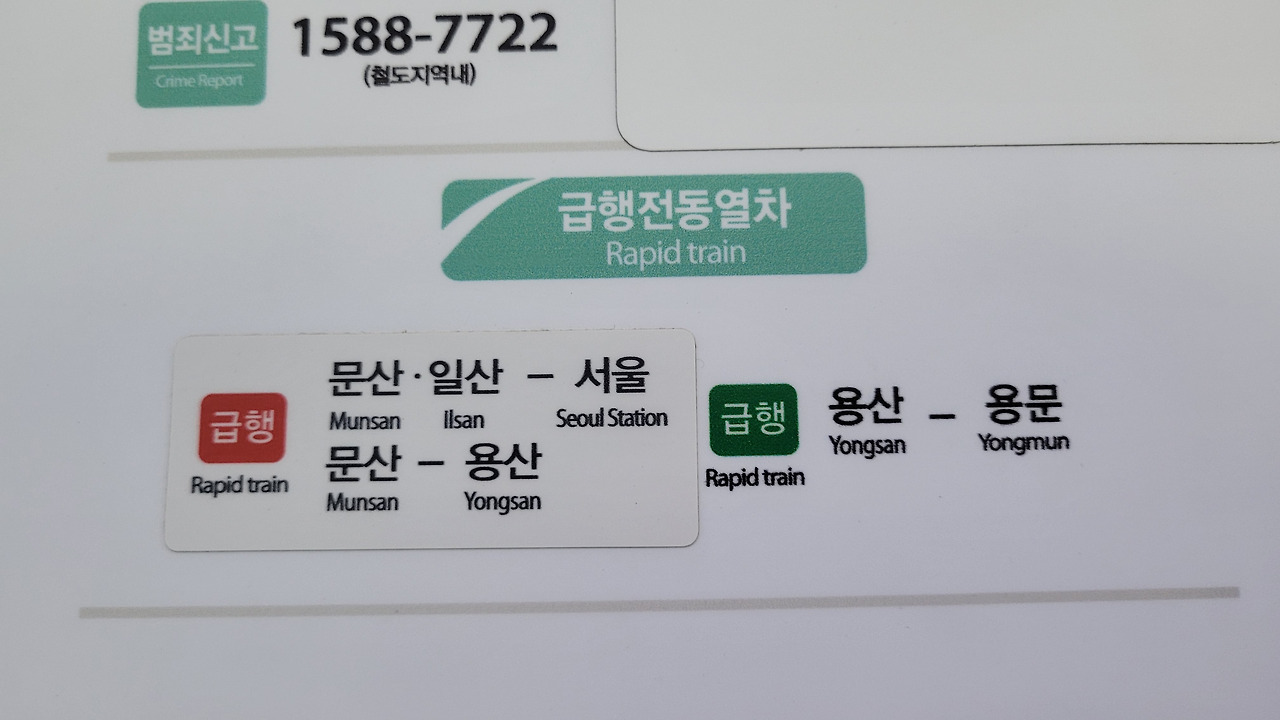 범죄신고 1588-7722
Crime Report (철도지역내)
급행전동열차
Rapid train
급행
Rapid train
문산·일산 – 서울
Munsan Ilsan Seoul Station
문산 – 용산
Munsan Yongsan
급행
Rapid train
용산 – 용문
Yongsan Yongmun